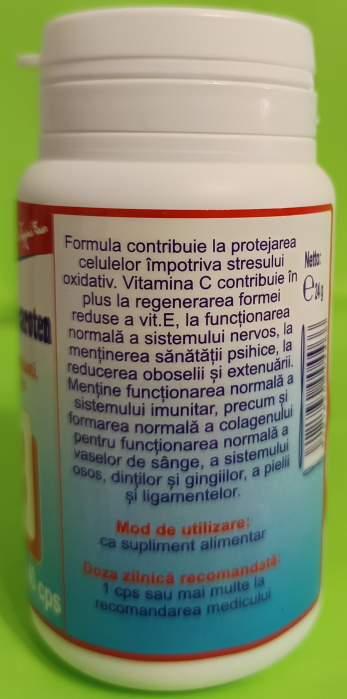 Formula contribuie la protejarea
celulelor împotriva stresului
oxidativ. Vitamina C contribuie în
plus la regenerarea formei
reduse a vit.E, la funcționarea
normală a sistemului nervos, la
menținerea sănătății psihice, la
reducerea oboselii și extenuării.
Menține funcționarea normală a
sistemului imunitar, precum și
formarea normală a colagenului
pentru funcționarea normală a
vaselor de sânge, a sistemului
osos, dinților și gingiilor, a pielii
și ligamentelor.
Mod de utilizare:
ca supliment alimentar
Doza zilnică recomandată:
1 cps sau mai multe la
recomandarea medicului
Netto:
℮24 g
cps